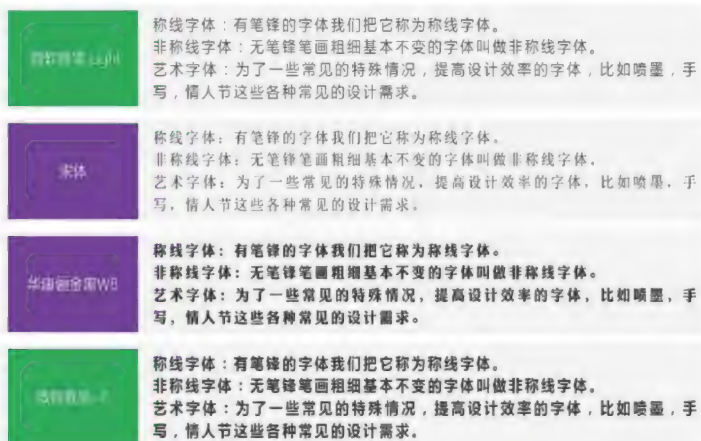 微软雅黑 Light
称线字体：有笔锋的字体我们把它称为称线字体。
非称线字体：无笔锋笔画粗细基本不变的字体叫做非称线字体。
艺术字体：为了一些常见的特殊情况，提高设计效率的字体，比如喷墨，手
写，情人节这些各种常见的设计需求。
宋体
称线字体：有笔锋的字体我们把它称为称线字体。
非称线字体：无笔锋笔画粗细基本不变的字体叫做非称线字体。
艺术字体：为了一些常见的特殊情况，提高设计效率的字体，比如喷墨，手
写，情人节这些各种常见的设计需求。
W8
称线字体：有笔锋的字体我们把它称为称线字体。
非称线字体：无笔锋笔画粗细基本不变的字体叫做非称线字体。
艺术字体：为了一些常见的特殊情况，提高设计效率的字体，比如喷墨，手
写，情人节这些各种常见的设计需求。
称线字体：有笔锋的字体我们把它称为称线字体。
非称线字体：无笔锋笔画粗细基本不变的字体叫做非称线字体。
艺术字体：为了一些常见的特殊情况，提高设计效率的字体，比如喷墨，手
写，情人节这些各种常见的设计需求。